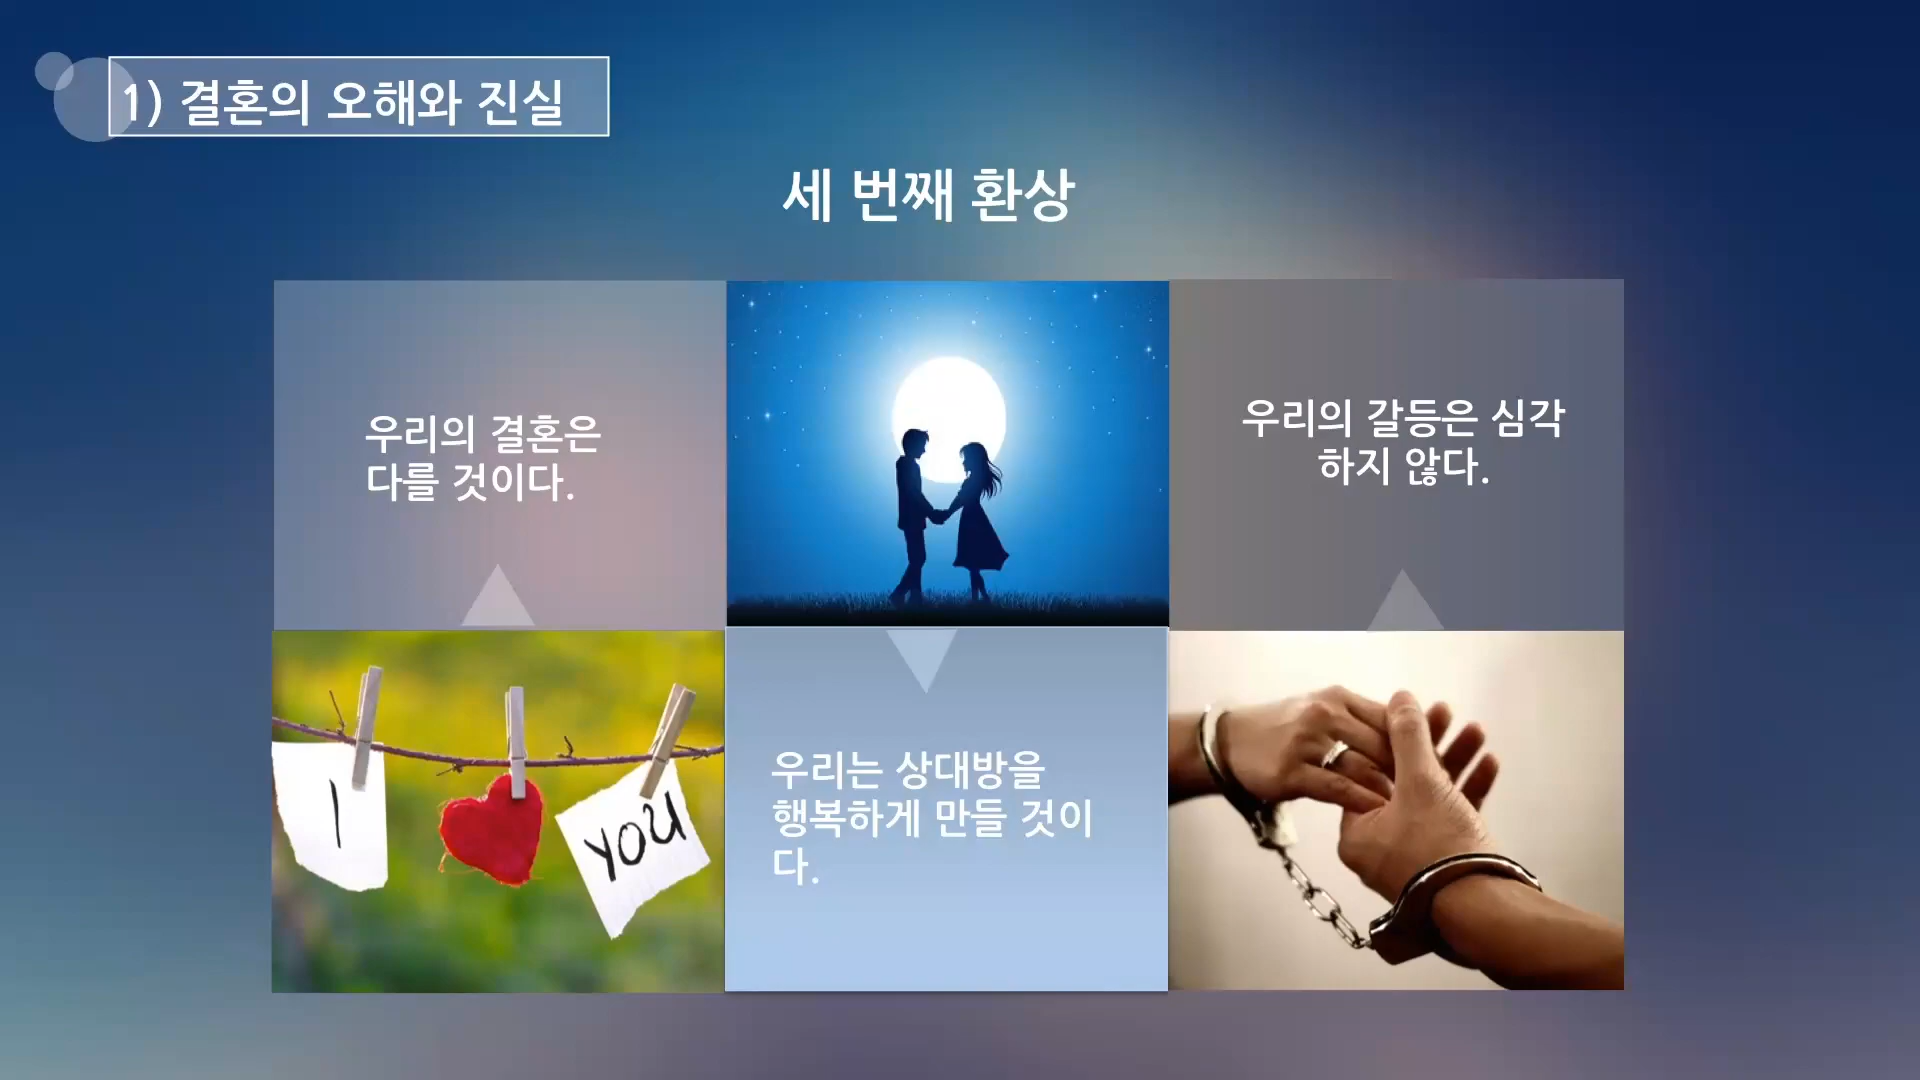 1) 결혼의 오해와 진실
세 번째 환상
우리의 결혼은
다를 것이다.
우리의 갈등은 심각
하지 않다.
I
YOU
우리는 상대방을
행복하게 만들 것이
다.